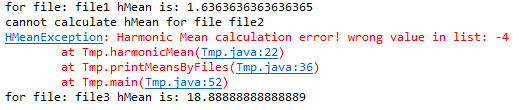 for file: file1 hMean is: 1.6363636363636365
cannot calculate hMean for file file2
HMeanException: Harmonic Mean calculation error! wrong value in list: -4
at Tmp.harmonicMean(Tmp.java:22)
at Tmp.printMeansByFiles(Tmp.java:36)
at Tmp.main(Tmp.java:52)
for file: file3 hMean is: 18.88888888888889